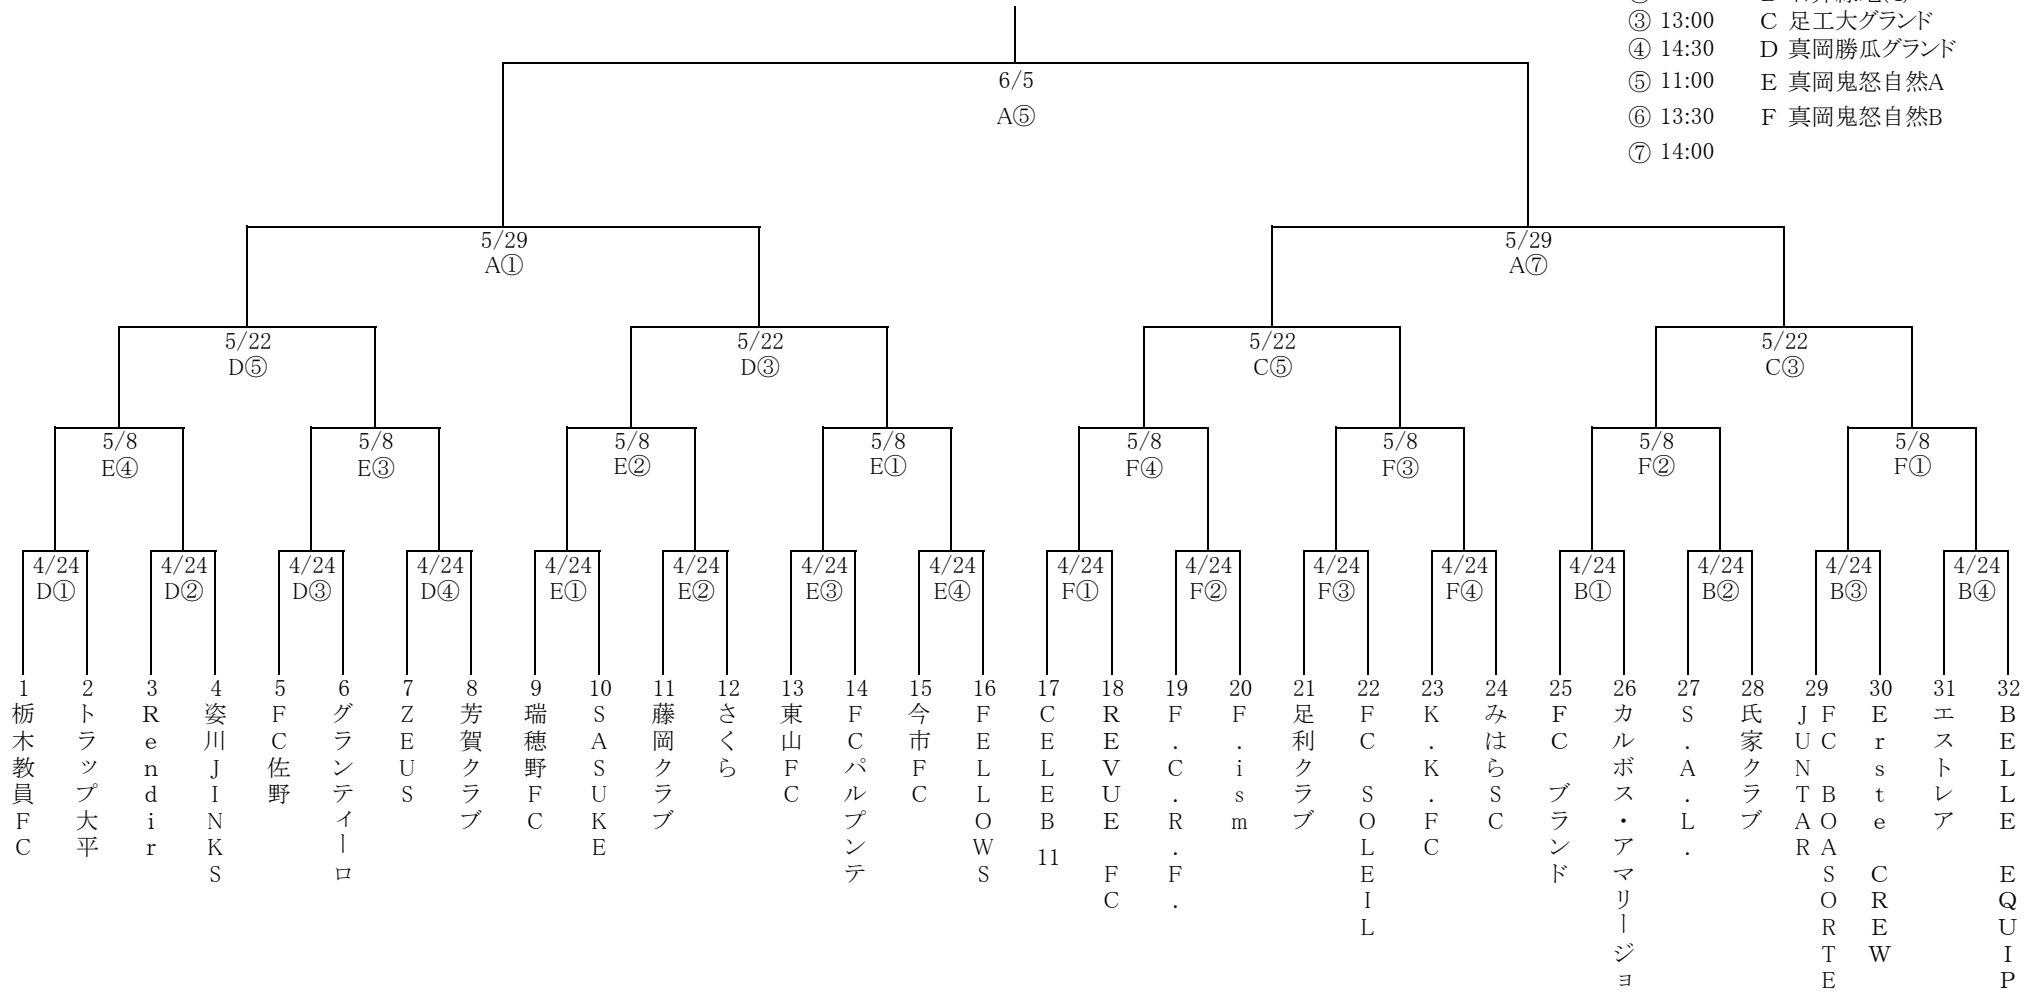 ③ 13:00 C 足工大グランド
④ 14:30 D 真岡勝瓜グランド
⑤ 11:00 E 真岡鬼怒自然A
⑥ 13:30 F 真岡鬼怒自然B
⑦ 14:00
6/5
A⑤
5/29 5/29
A① A⑦
5/22 5/22 5/22 5/22
D⑤ D③ C⑤ C③
5/8 5/8 5/8 5/8 5/8 5/8 5/8 5/8
E④ E③ E② E① F④ F③ F② F①
4/24 4/24 4/24 4/24 4/24 4/24 4/24 4/24 4/24 4/24 4/24 4/24 4/24 4/24 4/24 4/24
D① D② D③ D④ E① E② E③ E④ F① F② F③ F④ B① B② B③ B④
1 栃木教員FC
2 トラップ大平
3 Rendir
4 姿川JINKS
5 FC佐野
6 グランティーロ
7 ZEUS
8 芳賀クラブ
9 瑞穂野FC
10 SASUKE
11 藤岡クラブ
12 さくら
13 東山FC
14 FCパルプンテ
15 今市FC
16 FELLOWS
17 CELEB 11
18 REVUE FC
19 F.C.R.F.
20 F.ism
21 足利クラブ
22 FC SOLEIL
23 K.K.FC
24 みはらSC
25 FC ブランド
26 カルボス・アマリージョ
27 S.A.L.
28 氏家クラブ
29 FC BOASORTE
JUNTAR
30 Erste CREW
31 エストレア
32 BELLE EQUIP